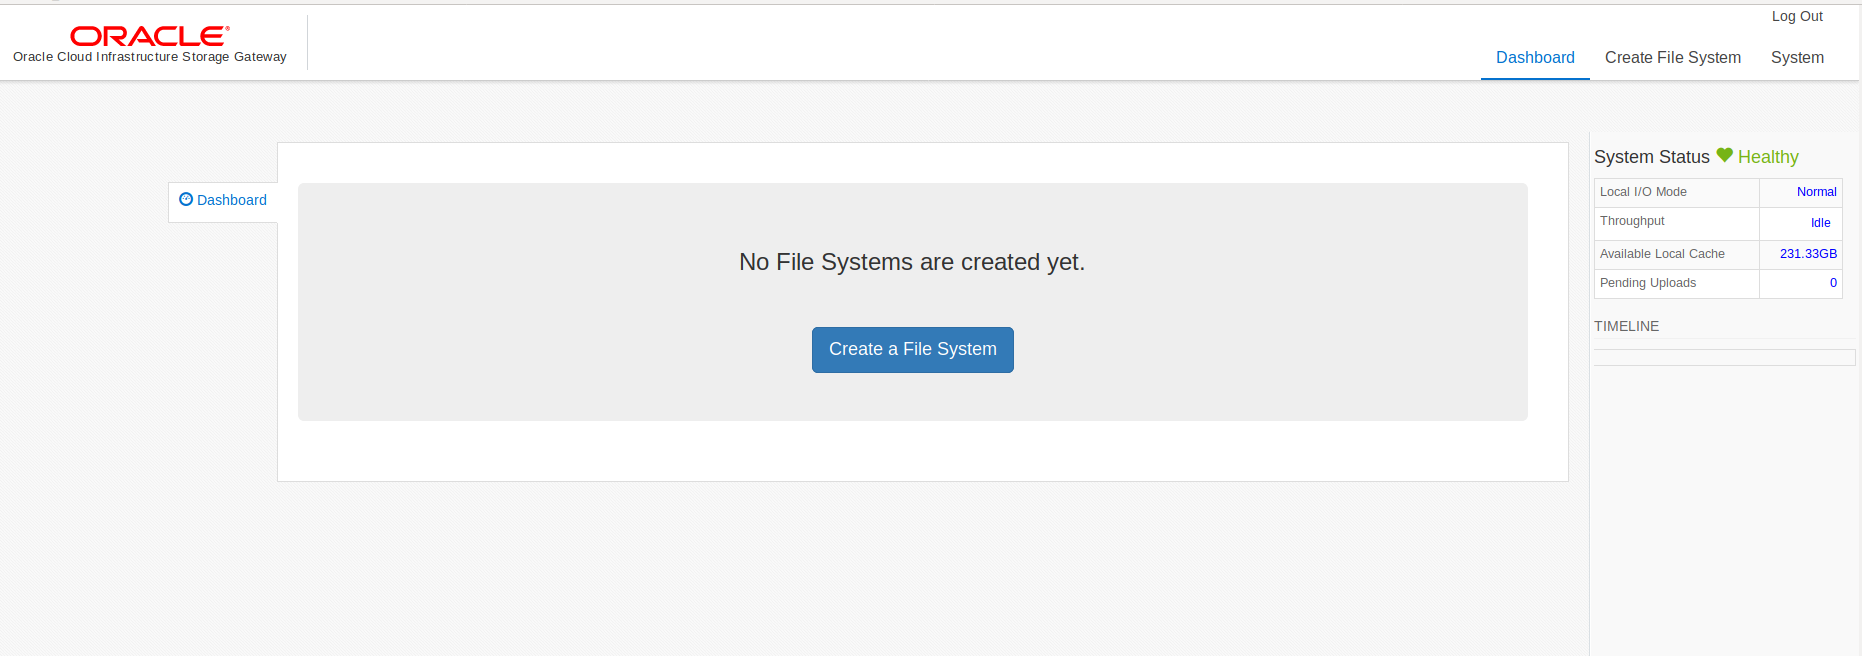 ORACLE®
Oracle Cloud Infrastructure Storage Gateway
Log Out
Dashboard Create File System System
Dashboard
No File Systems are created yet.
Create a File System
System Status Healthy
Local I/O Mode Normal
Throughput Idle
Available Local Cache 231.33GB
Pending Uploads 0
TIMELINE